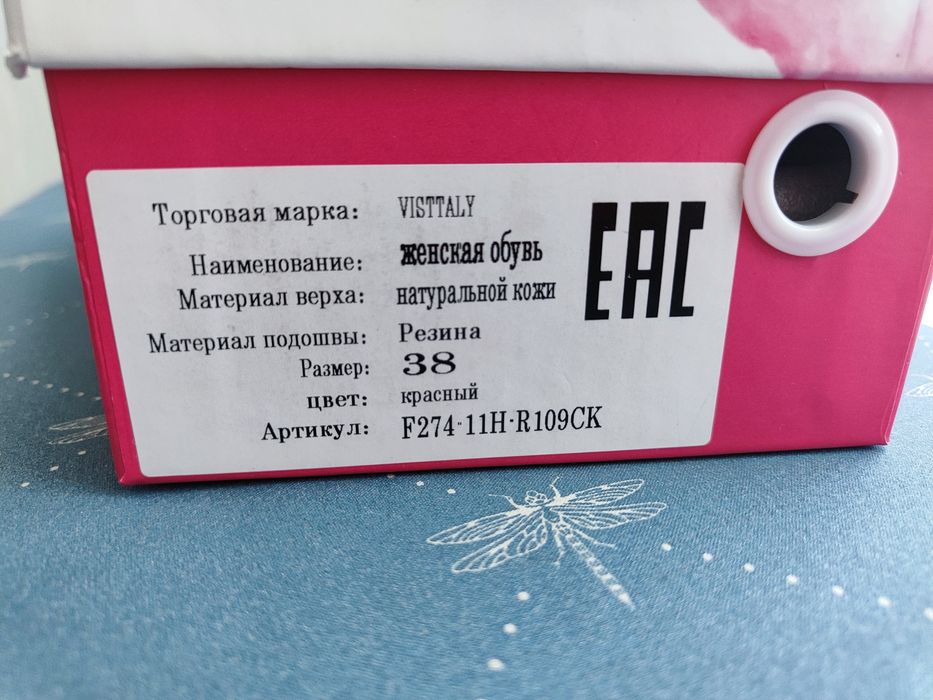 Торговая марка: VISTTALY
Наименование: женская обувь
Материал верха: натуральной кожи
Материал подошвы: Резина
Размер: 38
цвет: красный
Артикул: F274-11H-R109CK
EAC